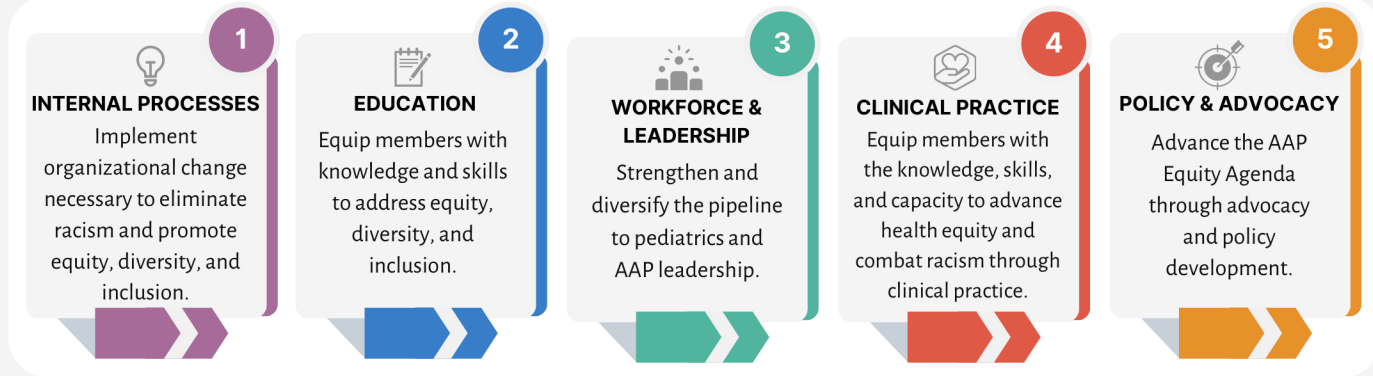 1
INTERNAL PROCESSES
Implement
organizational change
necessary to eliminate
racism and promote
equity, diversity, and
inclusion.
2
EDUCATION
Equip members with
knowledge and skills
to address equity,
diversity, and
inclusion.
3
WORKFORCE &
LEADERSHIP
Strengthen and
diversify the pipeline
to pediatrics and
AAP leadership.
4
CLINICAL PRACTICE
Equip members with
the knowledge, skills,
and capacity to advance
health equity and
combat racism through
clinical practice.
5
POLICY & ADVOCACY
Advance the AAP
Equity Agenda
through advocacy
and policy
development.